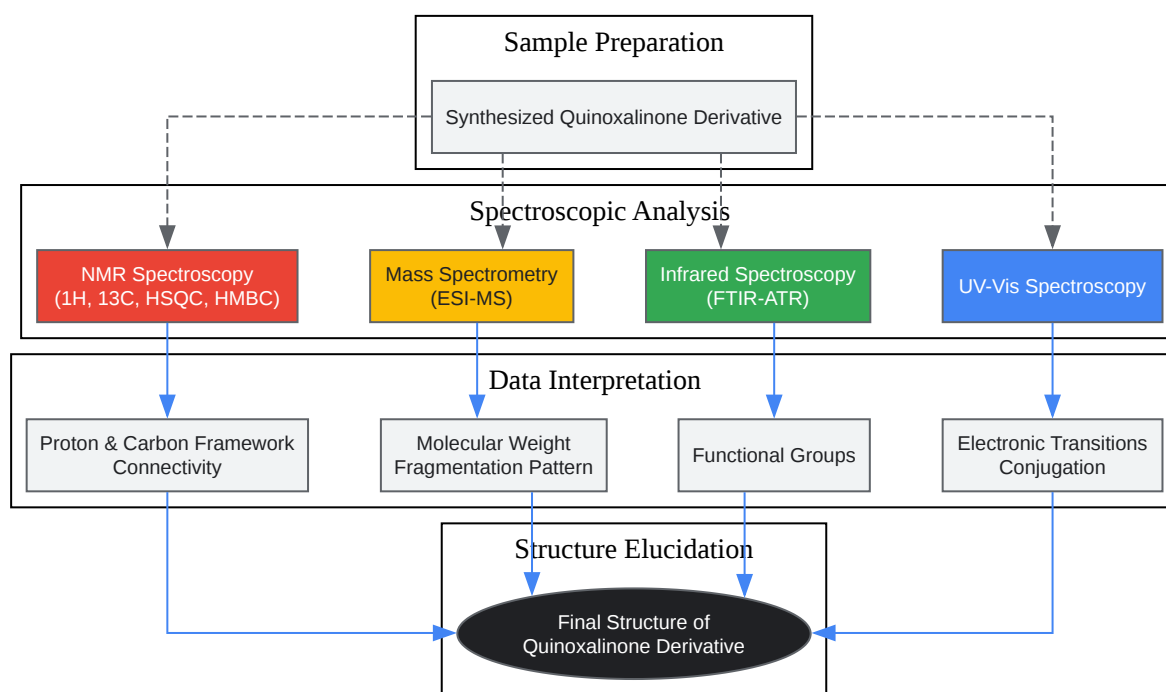 Sample Preparation
Synthesized Quinoxalinone Derivative
Spectroscopic Analysis
NMR Spectroscopy
(1H, 13C, HSQC, HMBC)
Mass Spectrometry
(ESI-MS)
Infrared Spectroscopy
(FTIR-ATR)
UV-Vis Spectroscopy
Data Interpretation
Proton & Carbon Framework
Connectivity
Molecular Weight
Fragmentation Pattern
Functional Groups
Electronic Transitions
Conjugation
Structure Elucidation
Final Structure of
Quinoxalinone Derivative